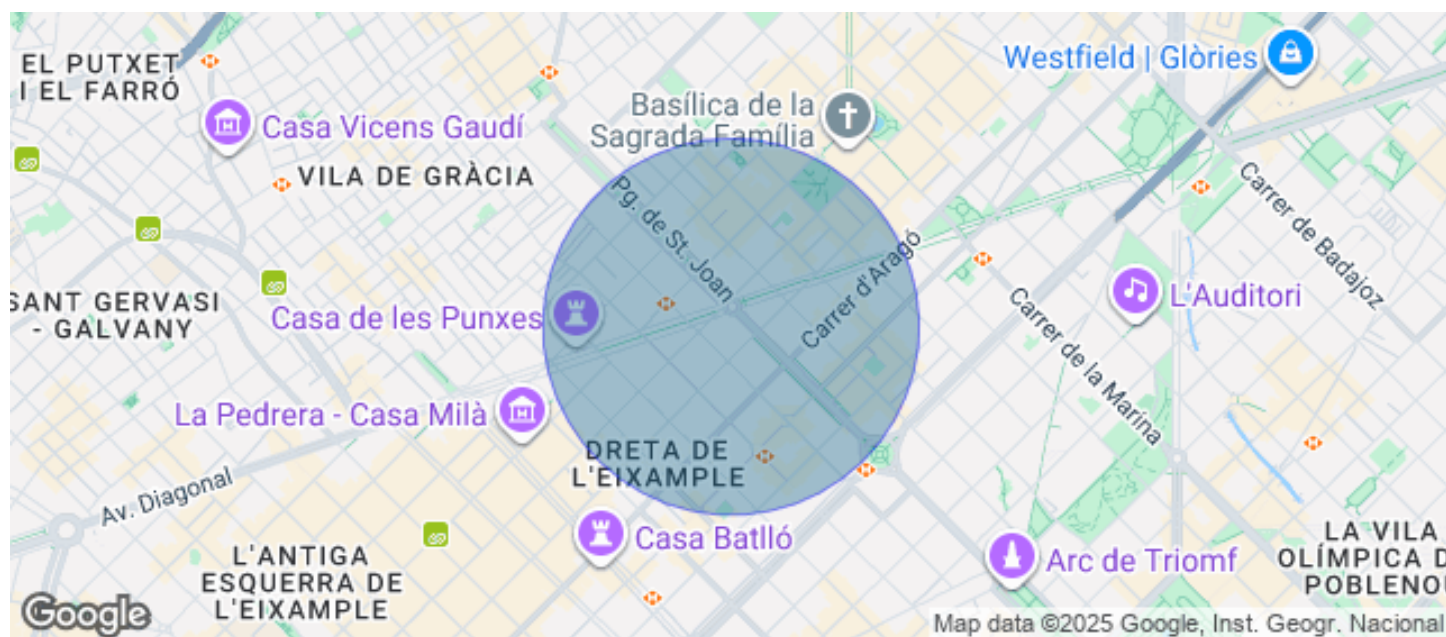 EL PUTXET
I EL FARRÓ
Westfield | Glòries
Basílica de la
Sagrada Família
Casa Vicens Gaudí
VILA DE GRÀCIA
Pg. de St. Joan
Carrer de Badajoz
Carrer d'Aragó
SANT GERVASI
- GALVANY
Casa de les Punxes
L'Auditori
Carrer de la Marina
La Pedrera - Casa Milà
DRETA DE
L'EIXAMPLE
Av. Diagonal
Casa Batlló
Arc de Triomf
L'ANTIGA
ESQUERRA DE
L'EIXAMPLE
LA VILA
OLÍMPICA D
POBLENO
Google
Map data ©2025 Google, Inst. Geogr. Nacional